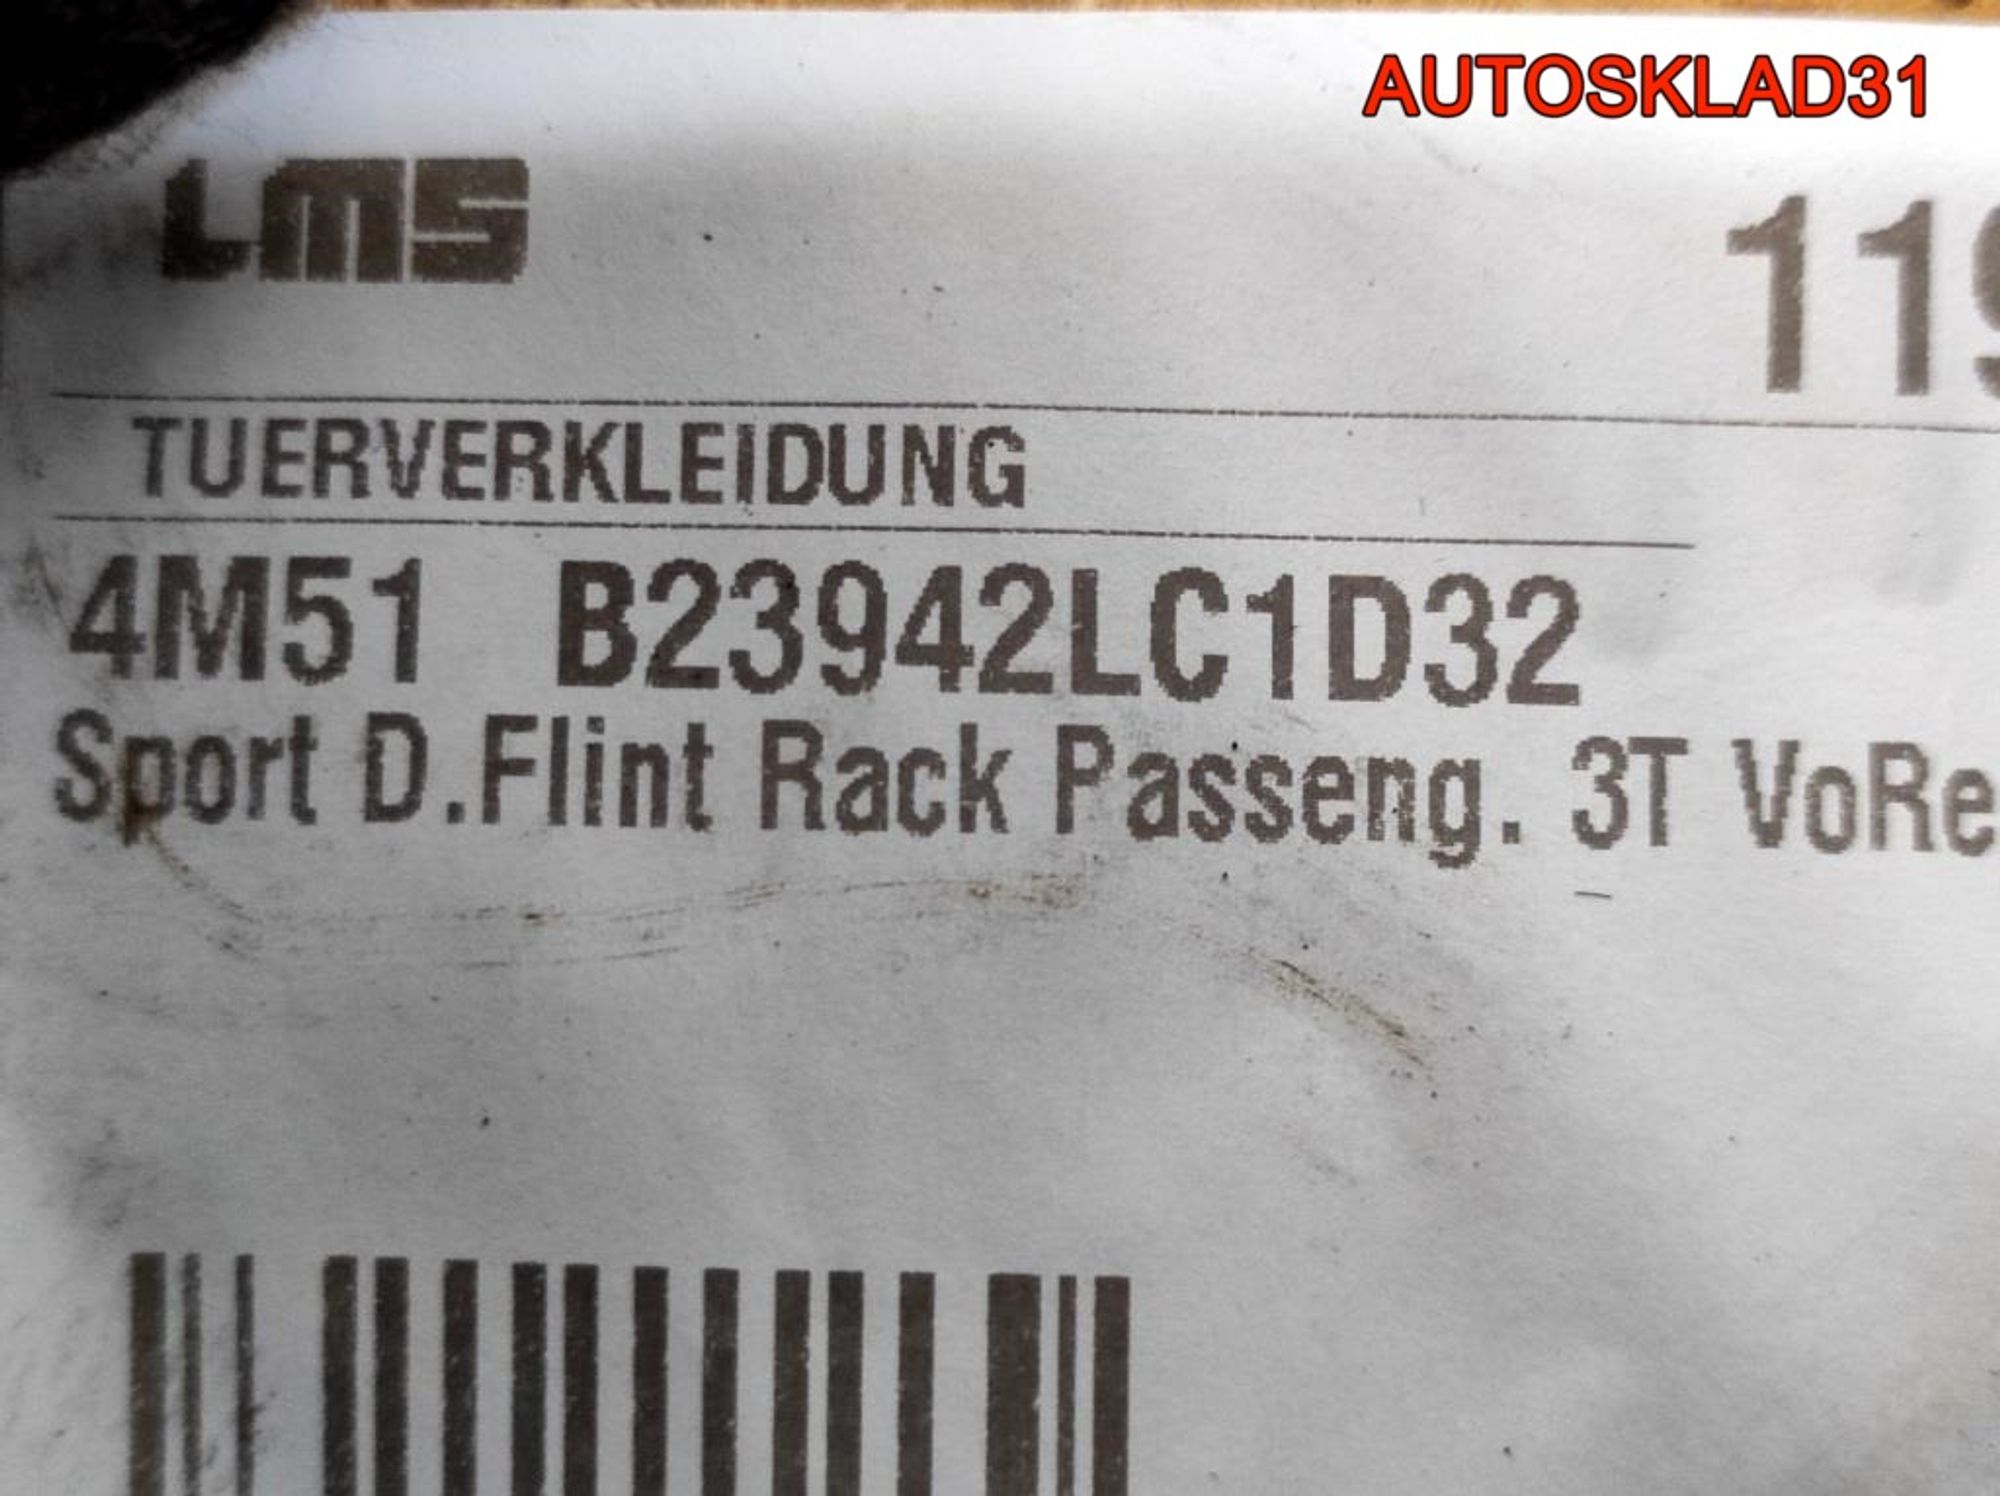 AUTOSKLAD31
LMS
119
TUERVERKLEIDUNG
4M51 B23942LC1D32
Sport D.Flint Rack Passeng. 3T VoRe